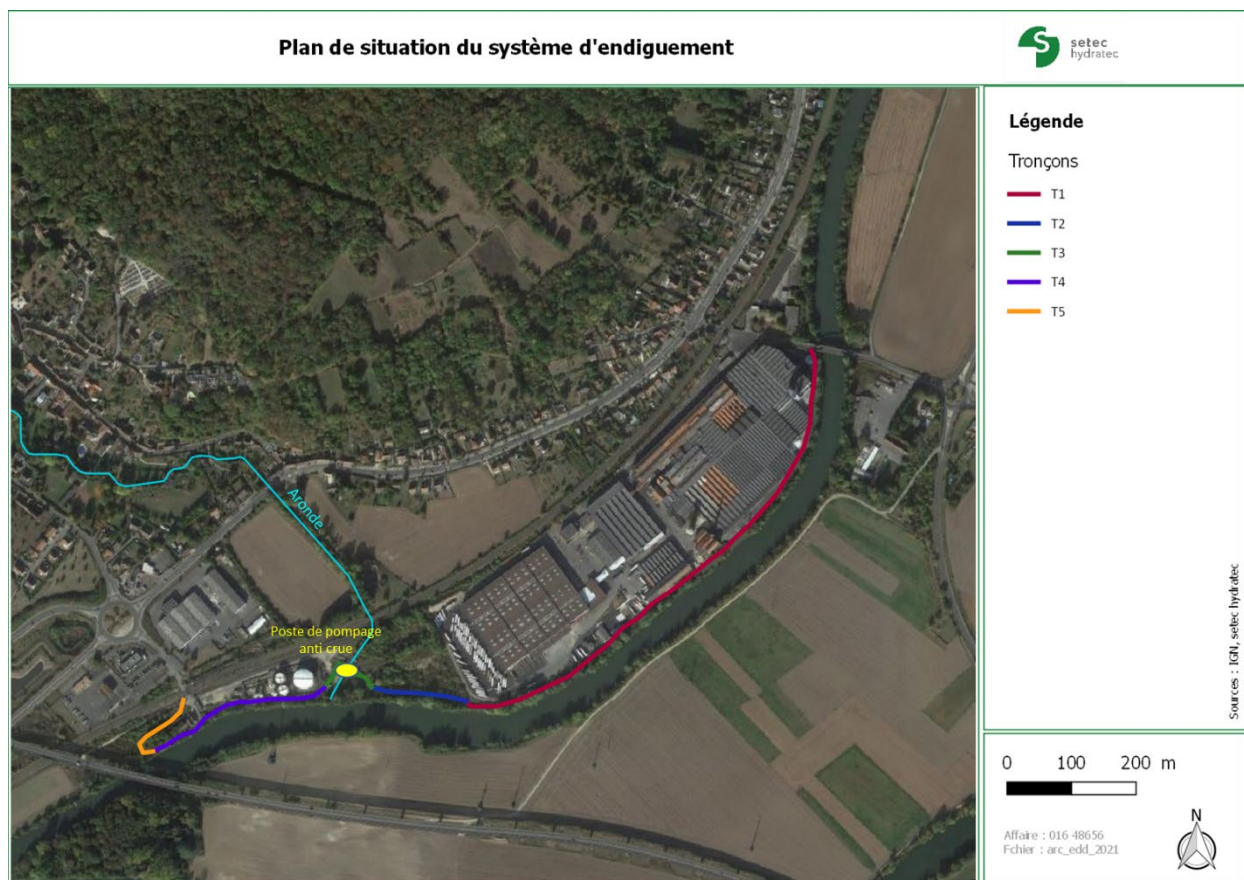 Plan de situation du système d'endiguement
setec
hydratec
Légende
Tronçons
T1
T2
T3
T4
T5
Aronde
Poste de pompage
anti crue
Sources : IGN, setec hydratec
0 100 200 m
Affaire : 016 48656
Fchier : arc_edd_2021
N